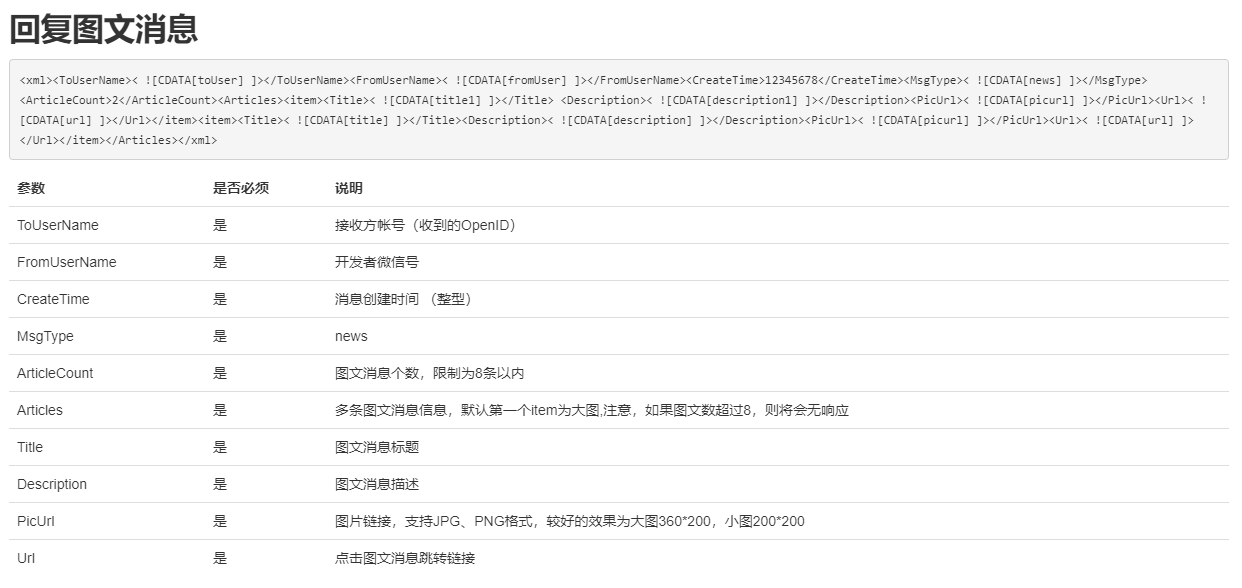 回复图文消息
<xml><ToUserName>< ![CDATA[toUser] ]></ToUserName><FromUserName>< ![CDATA[fromUser] ]></FromUserName><CreateTime>12345678</CreateTime><MsgType>< ![CDATA[news] ]></MsgType>
<ArticleCount>2</ArticleCount><Articles><item><Title>< ![CDATA[title1] ]></Title> <Description>< ![CDATA[description1] ]></Description><PicUrl>< ![CDATA[picurl] ]></PicUrl><Url>< !
[CDATA[url] ]></Url></item><item><Title>< ![CDATA[title] ]></Title><Description>< ![CDATA[description] ]></Description><PicUrl>< ![CDATA[picurl] ]></PicUrl><Url>< ![CDATA[url] ]>
</Url></item></Articles></xml>
参数 是否必须 说明
ToUserName 是 接收方帐号（收到的OpenID）
FromUserName 是 开发者微信号
CreateTime 是 消息创建时间 （整型）
MsgType 是 news
ArticleCount 是 图文消息个数，限制为8条以内
Articles 是 多条图文消息信息，默认第一个item为大图,注意，如果图文数超过8，则将会无响应
Title 是 图文消息标题
Description 是 图文消息描述
PicUrl 是 图片链接，支持JPG、PNG格式，较好的效果为大图360*200，小图200*200
Url 是 点击图文消息跳转链接